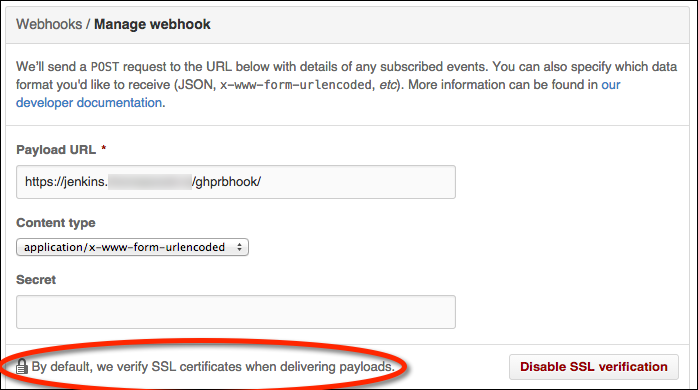 Webhooks / Manage webhook
We'll send a POST request to the URL below with details of any subscribed events. You can also specify which data
format you'd like to receive (JSON, x-www-form-urlencoded, etc). More information can be found in our
developer documentation.
Payload URL *
https://jenkins. /ghprbhook/
Content type
application/x-www-form-urlencoded
Secret
By default, we verify SSL certificates when delivering payloads.
Disable SSL verification